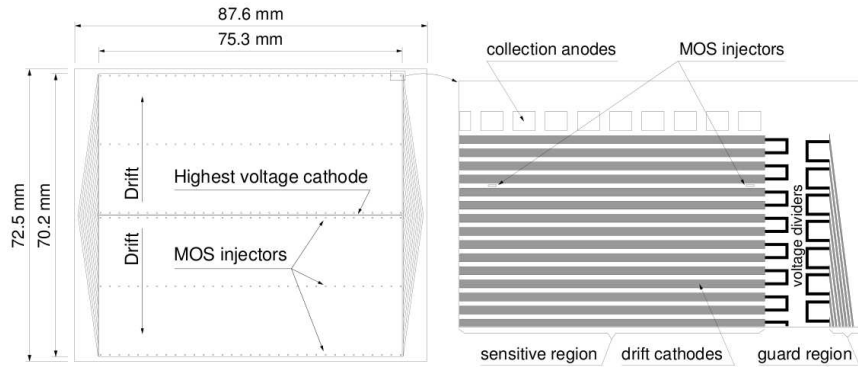 87.6 mm
75.3 mm
collection anodes
MOS injectors
Drift
Highest voltage cathode
72.5 mm
70.2 mm
Drift
MOS injectors
voltage dividers
sensitive region
drift cathodes
guard region